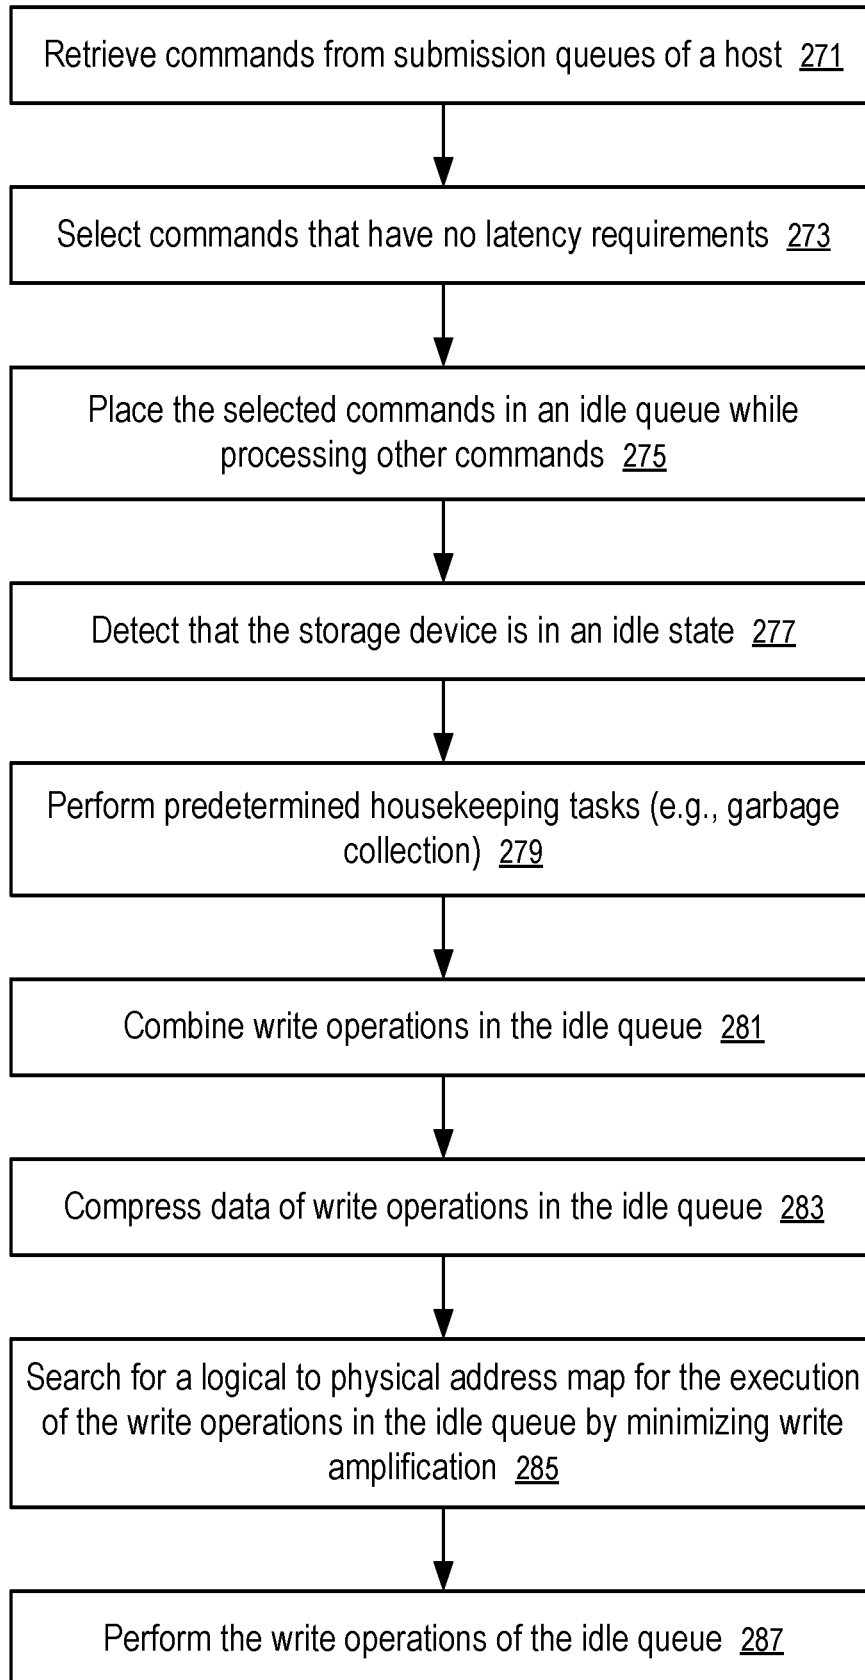 Retrieve commands from submission queues of a host 271
Select commands that have no latency requirements 273
Place the selected commands in an idle queue while
processing other commands 275
Detect that the storage device is in an idle state 277
Perform predetermined housekeeping tasks (e.g., garbage
collection) 279
Combine write operations in the idle queue 281
Compress data of write operations in the idle queue 283
Search for a logical to physical address map for the execution
of the write operations in the idle queue by minimizing write
amplification 285
Perform the write operations of the idle queue 287